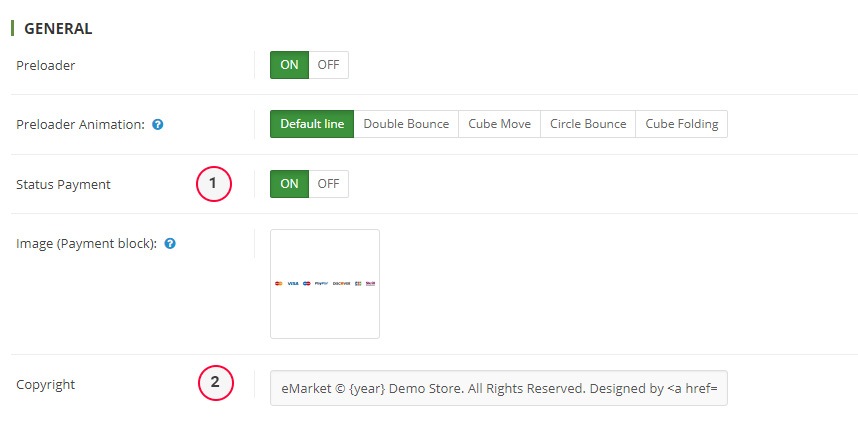 GENERAL
Preloader ON OFF
Preloader Animation: ? Default line Double Bounce Cube Move Circle Bounce Cube Folding
Status Payment 1 ON OFF
Image (Payment block): ?
VISA PayPal DISCOVER
Copyright 2 eMarket © {year} Demo Store. All Rights Reserved. Designed by <a href=